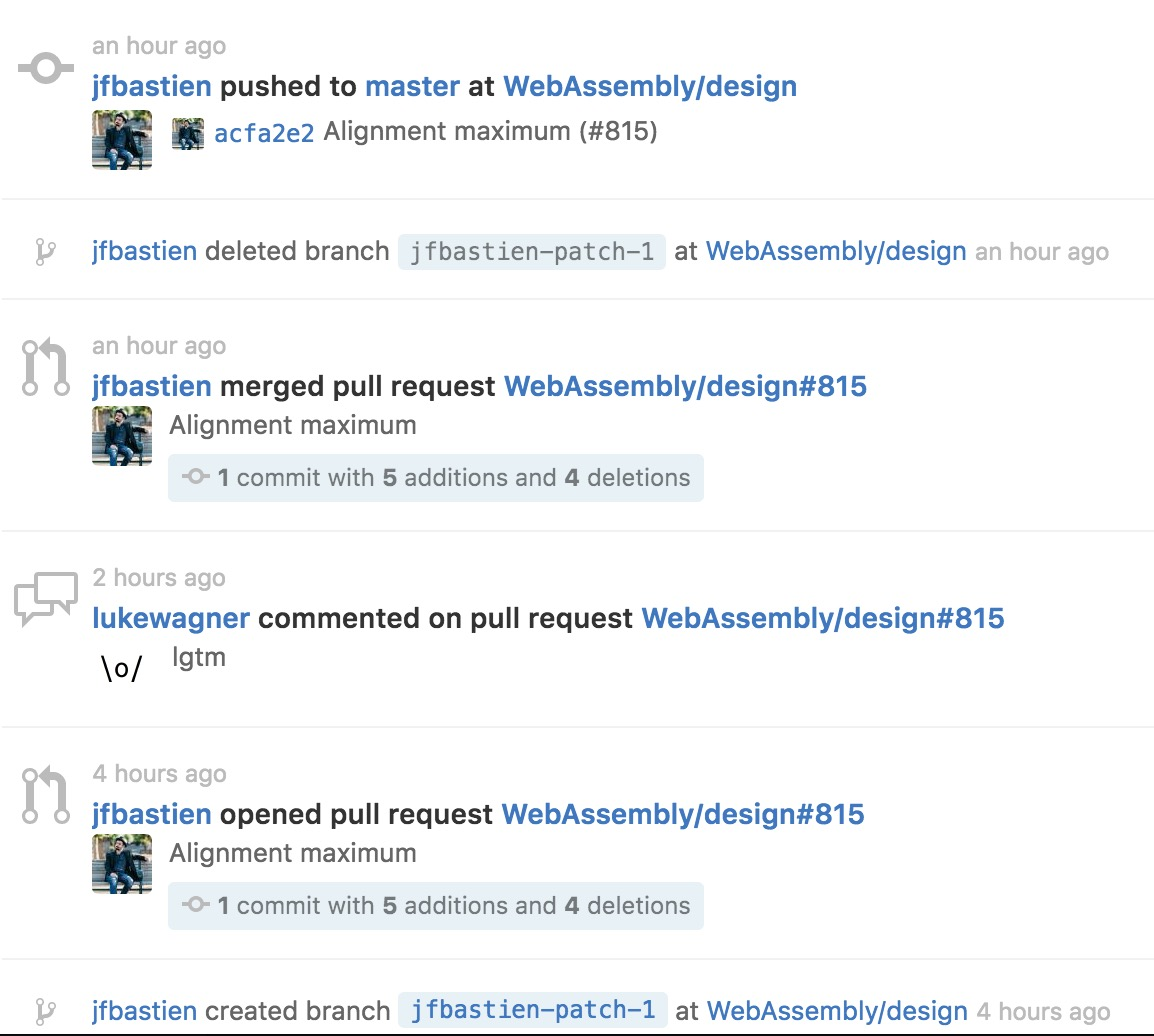 an hour ago
jfbastien pushed to master at WebAssembly/design
acfa2e2 Alignment maximum (#815)
jfbastien deleted branch jfbastien-patch-1 at WebAssembly/design an hour ago
an hour ago
jfbastien merged pull request WebAssembly/design#815
Alignment maximum
1 commit with 5 additions and 4 deletions
2 hours ago
lukewagner commented on pull request WebAssembly/design#815
\o/ lgtm
4 hours ago
jfbastien opened pull request WebAssembly/design#815
Alignment maximum
1 commit with 5 additions and 4 deletions
jfbastien created branch jfbastien-patch-1 at WebAssembly/design 4 hours ago